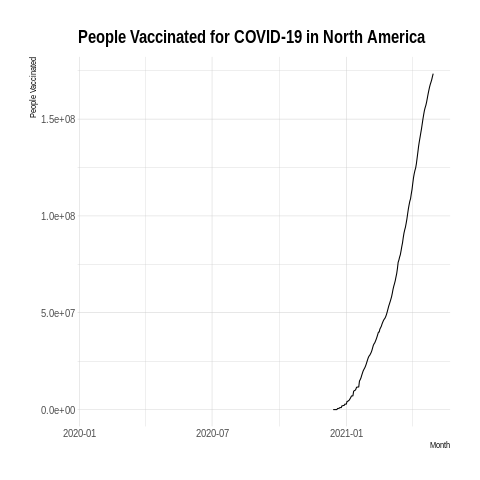 People Vaccinated for COVID-19 in North America
People Vaccinated
1.5e+08
1.0e+08
5.0e+07
0.0e+00
2020-01
2020-07
2021-01
Month